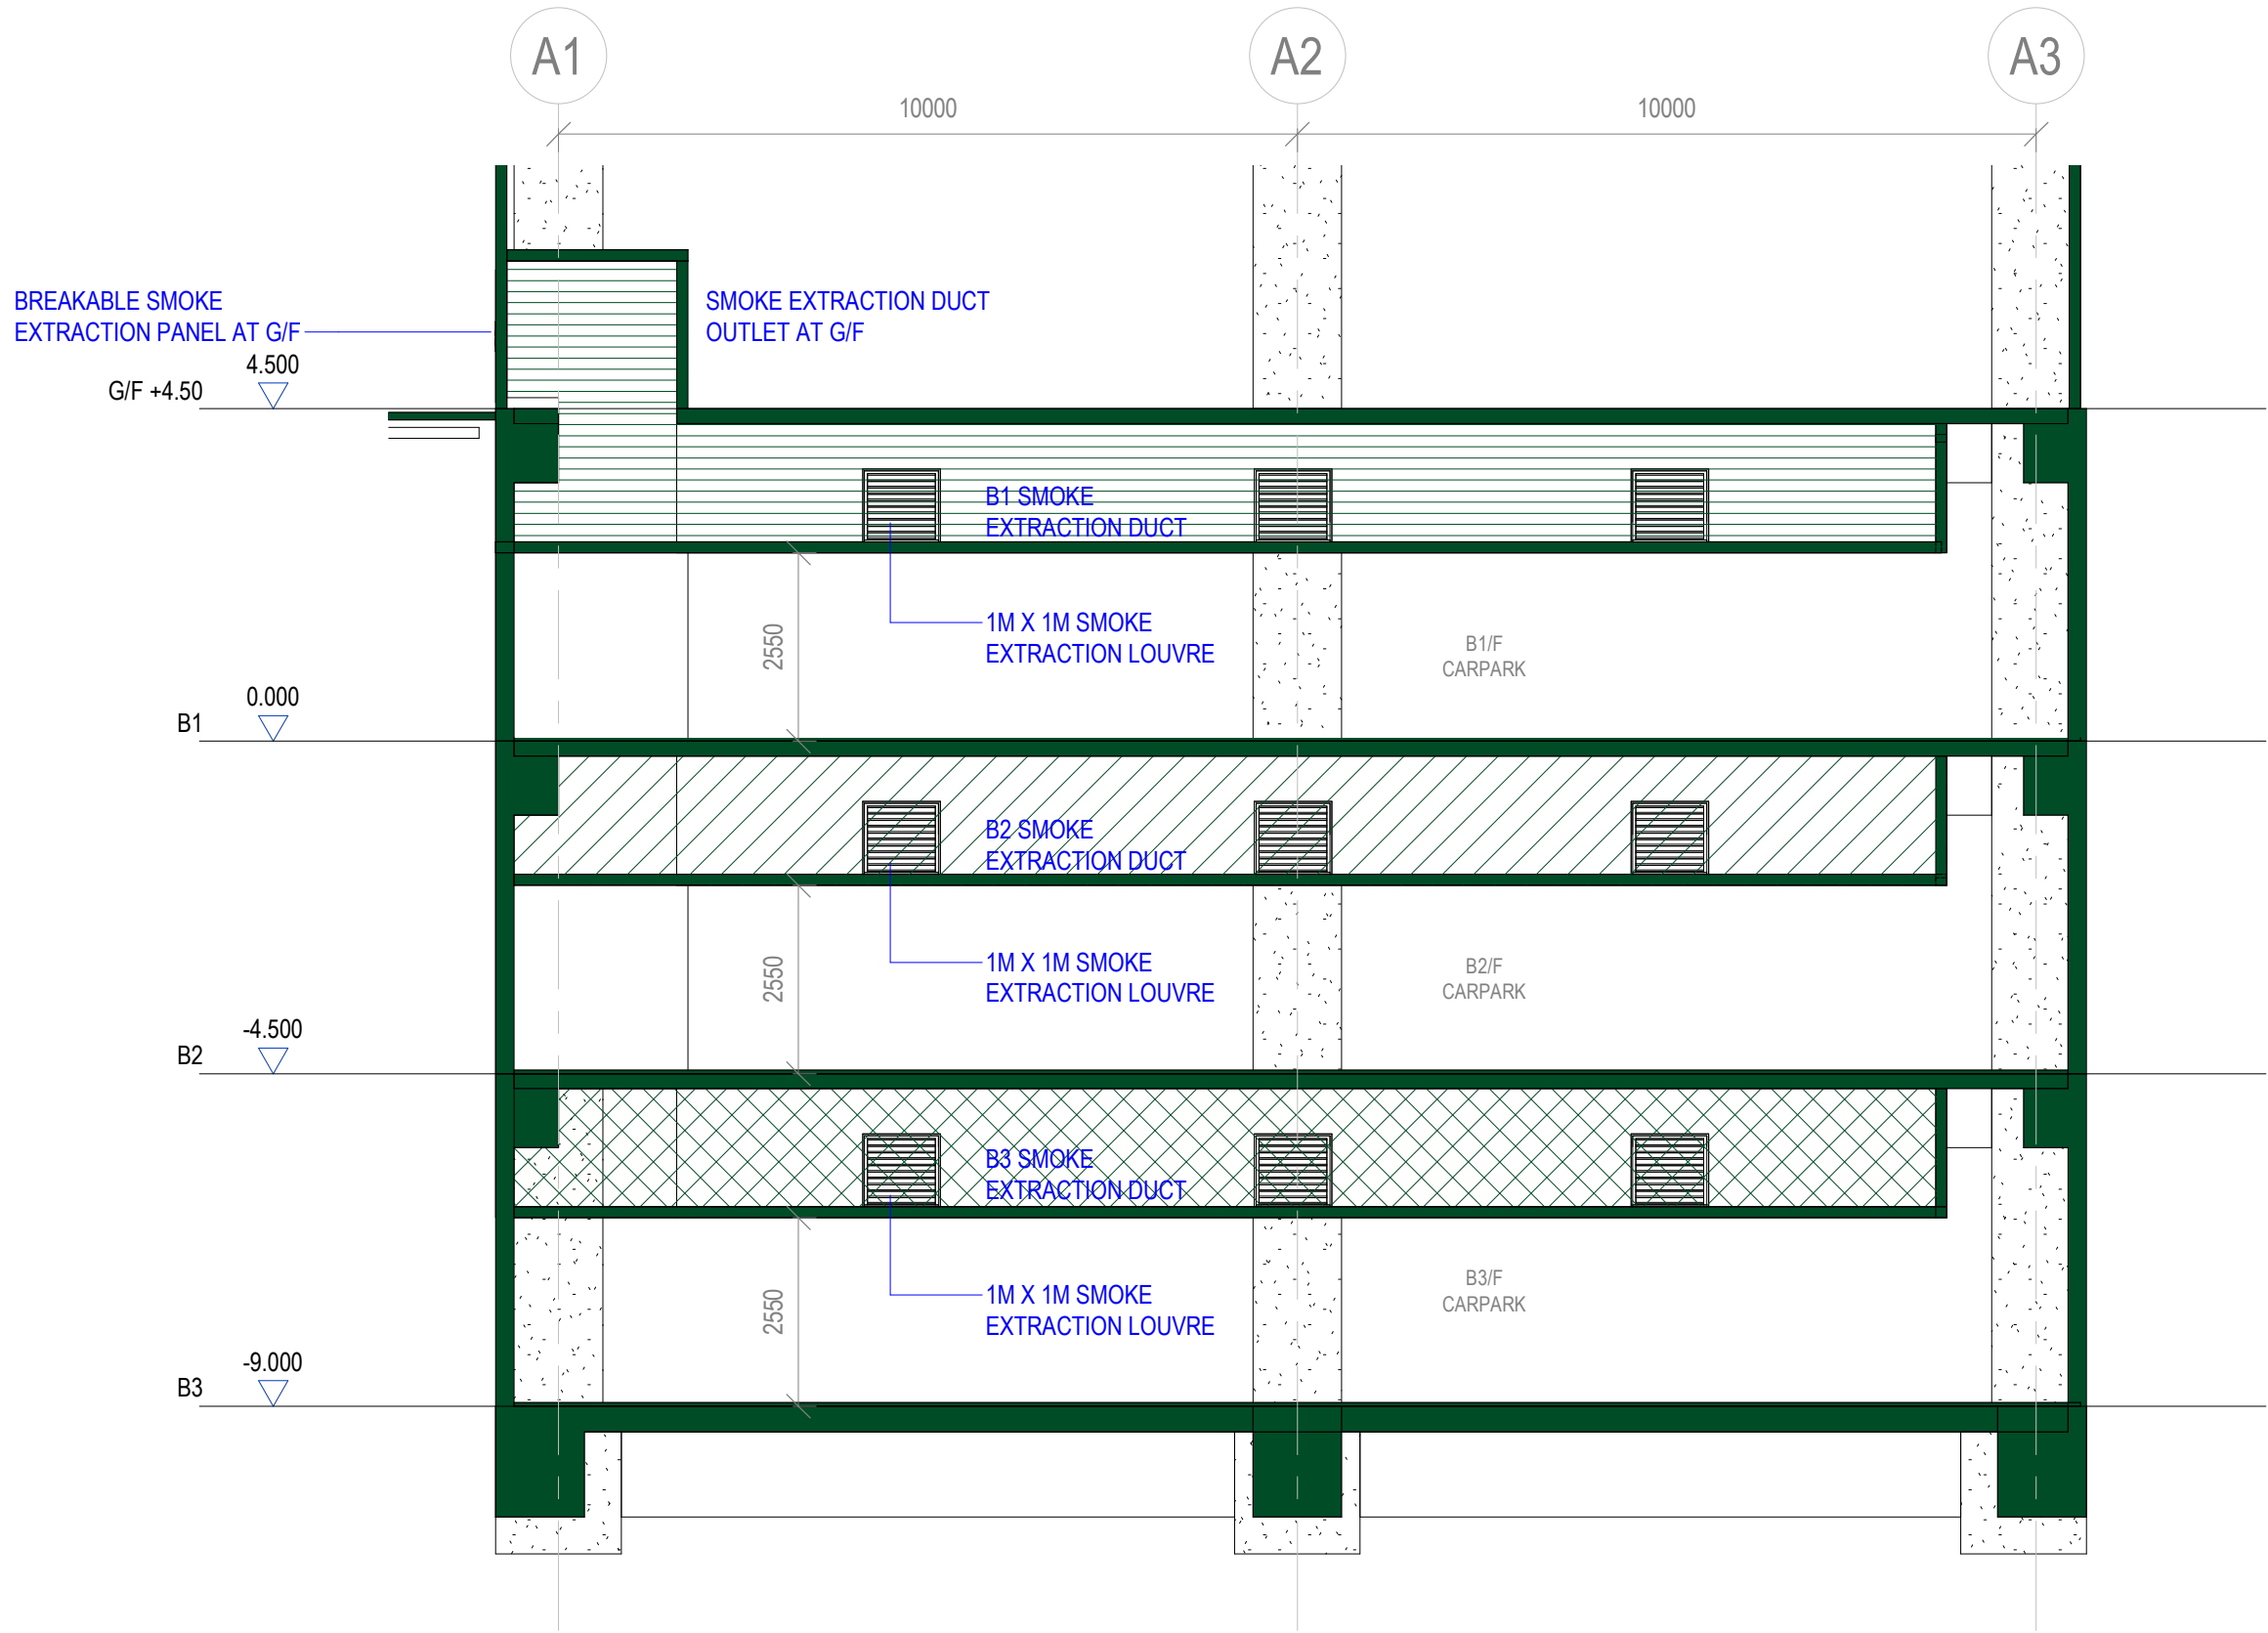 A1
A2
A3
10000
10000
BREAKABLE SMOKE
EXTRACTION PANEL AT G/F
SMOKE EXTRACTION DUCT
OUTLET AT G/F
4.500
G/F +4.50
B1 SMOKE
EXTRACTION DUCT
2550
1M X 1M SMOKE
EXTRACTION LOUVRE
B1/F
CARPARK
0.000
B1
B2 SMOKE
EXTRACTION DUCT
2550
1M X 1M SMOKE
EXTRACTION LOUVRE
B2/F
CARPARK
-4.500
B2
B3 SMOKE
EXTRACTION DUCT
2550
1M X 1M SMOKE
EXTRACTION LOUVRE
B3/F
CARPARK
-9.000
B3